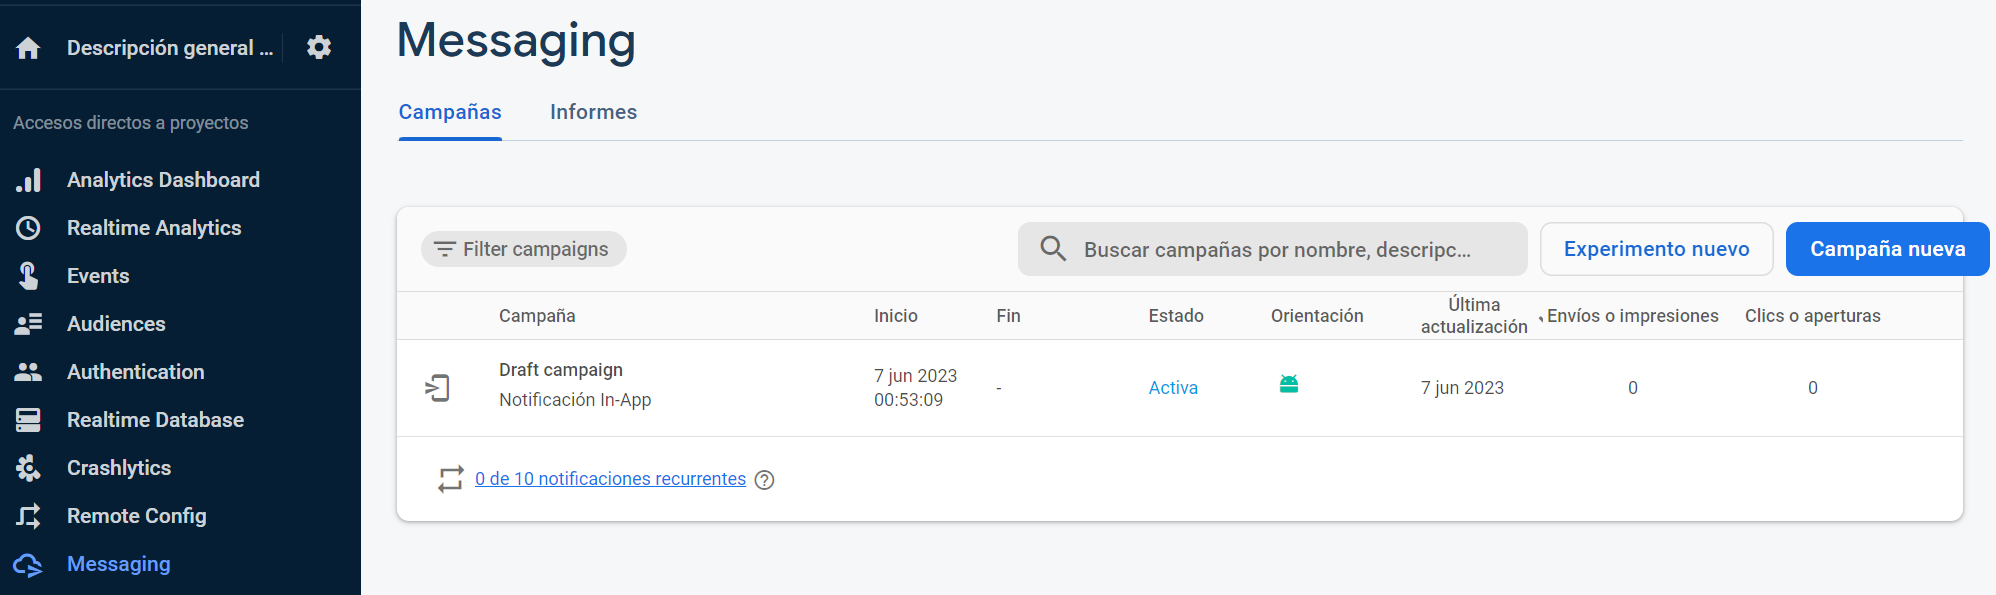 Descripción general ...
Accesos directos a proyectos
Analytics Dashboard
Realtime Analytics
Events
Audiences
Authentication
Realtime Database
Crashlytics
Remote Config
Messaging
Messaging
Campañas Informes
Filter campaigns Buscar campañas por nombre, descripc... Experimento nuevo Campaña nueva
Campaña Inicio Fin Estado Orientación Última actualización Envíos o impresiones Clics o aperturas
Draft campaign
Notificación In-App
7 jun 2023
00:53:09
- Activa 7 jun 2023 0 0
0 de 10 notificaciones recurrentes ?